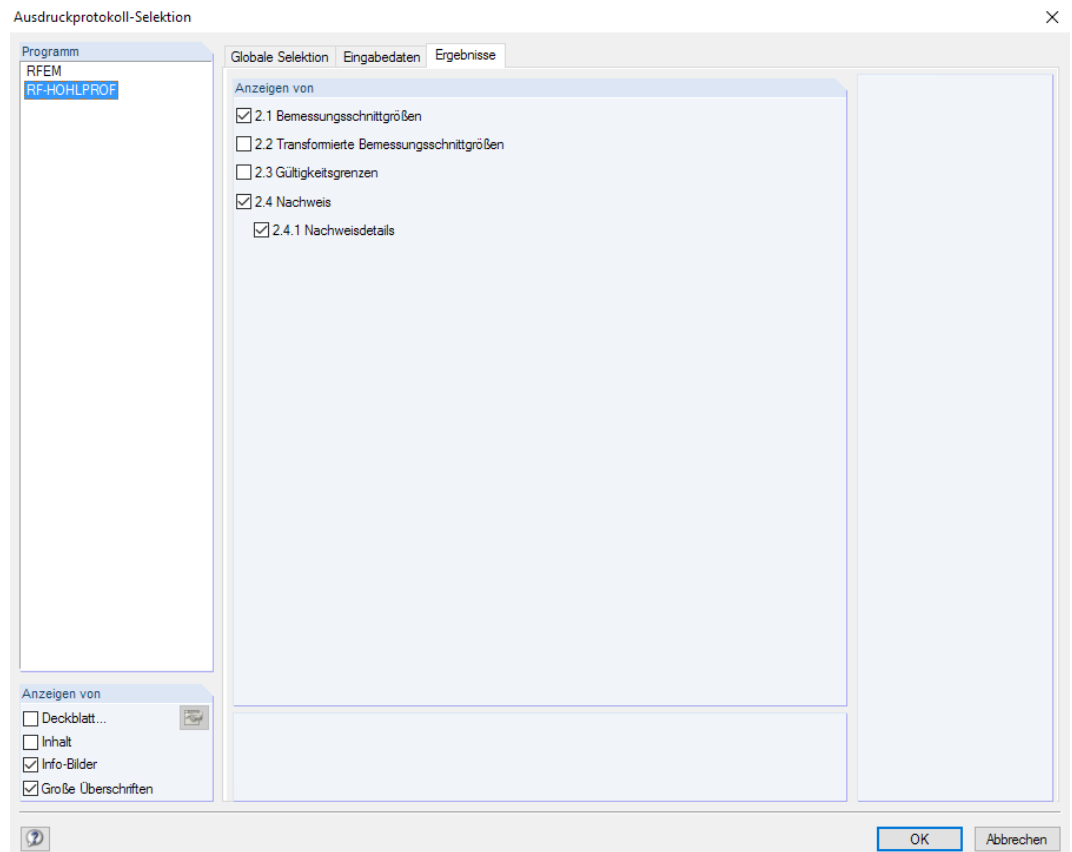 Ausdruckprotokoll-Selektion
Programm
RFEM
RF-HOHLPROF
Globale Selektion Eingabedaten Ergebnisse
Anzeigen von
2.1 Bemessungsschnittgrößen
2.2 Transformierte Bemessungsschnittgrößen
2.3 Gültigkeitsgrenzen
2.4 Nachweis
2.4.1 Nachweisdetails
Anzeigen von
Deckblatt...
Inhalt
Info-Bilder
Große Überschriften
OK Abbrechen